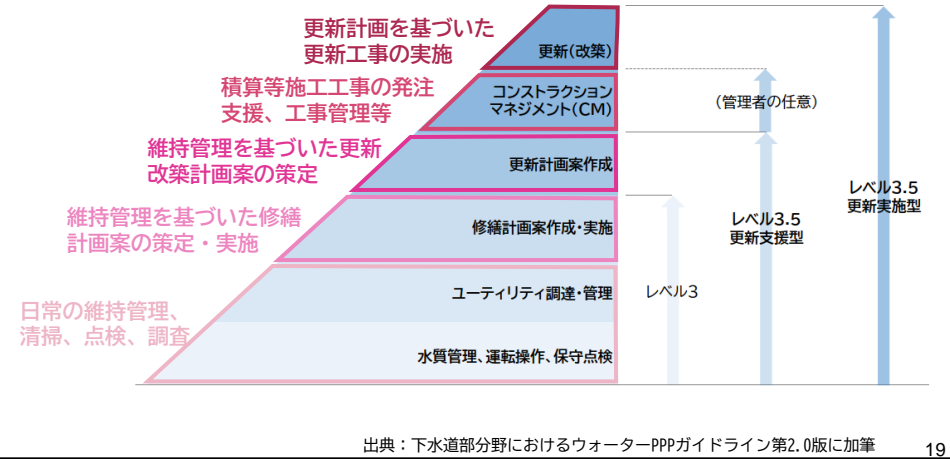 更新計画を基づいた
更新工事の実施
更新(改築)
積算等施工工事の発注
支援、工事管理等
コンストラクション
マネジメント(CM)
(管理者の任意)
維持管理を基づいた更新
改築計画案の策定
更新計画案作成
レベル3.5
更新実施型
維持管理を基づいた修繕
計画案の策定・実施
修繕計画案作成・実施
レベル3.5
更新支援型
日常の維持管理、
清掃、点検、調査
ユーティリティ調達・管理
レベル3
水質管理、運転操作、保守点検
出典：下水道部分野におけるウォーターPPPガイドライン第2.0版に加筆
19